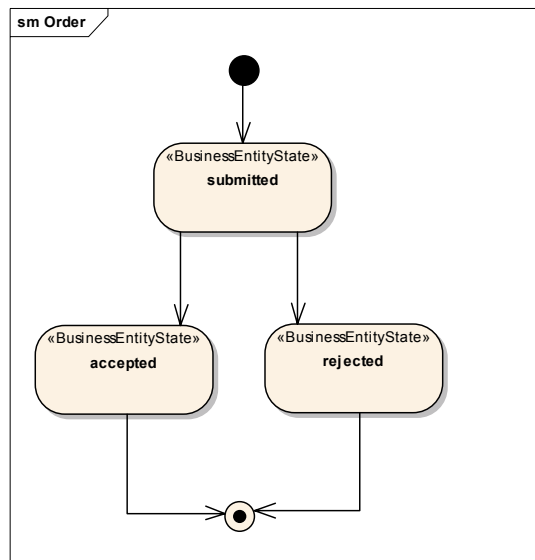 sm Order
«BusinessEntityState»
submitted
«BusinessEntityState»
accepted
«BusinessEntityState»
rejected